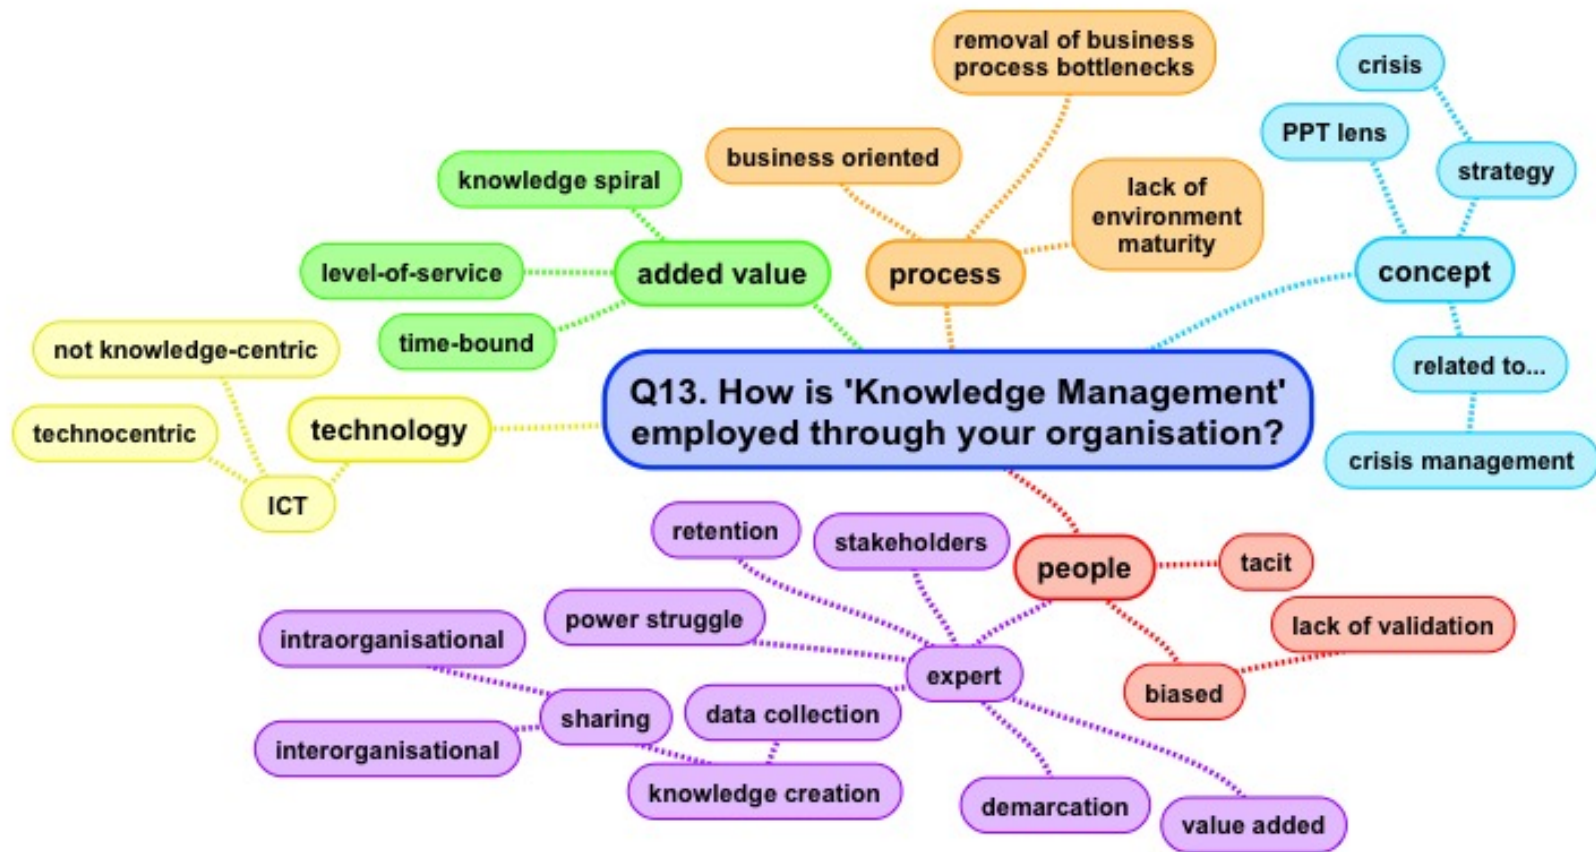 removal of business
process bottlenecks
crisis
PPT lens
business oriented
strategy
knowledge spiral
lack of
environment
maturity
level-of-service
added value
process
concept
time-bound
not knowledge-centric
related to...
Q13. How is 'Knowledge Management'
employed through your organisation?
technology
technocentric
crisis management
ICT
retention
stakeholders
people
tacit
power struggle
lack of validation
intraorganisational
expert
biased
sharing
data collection
interorganisational
knowledge creation
demarcation
value added